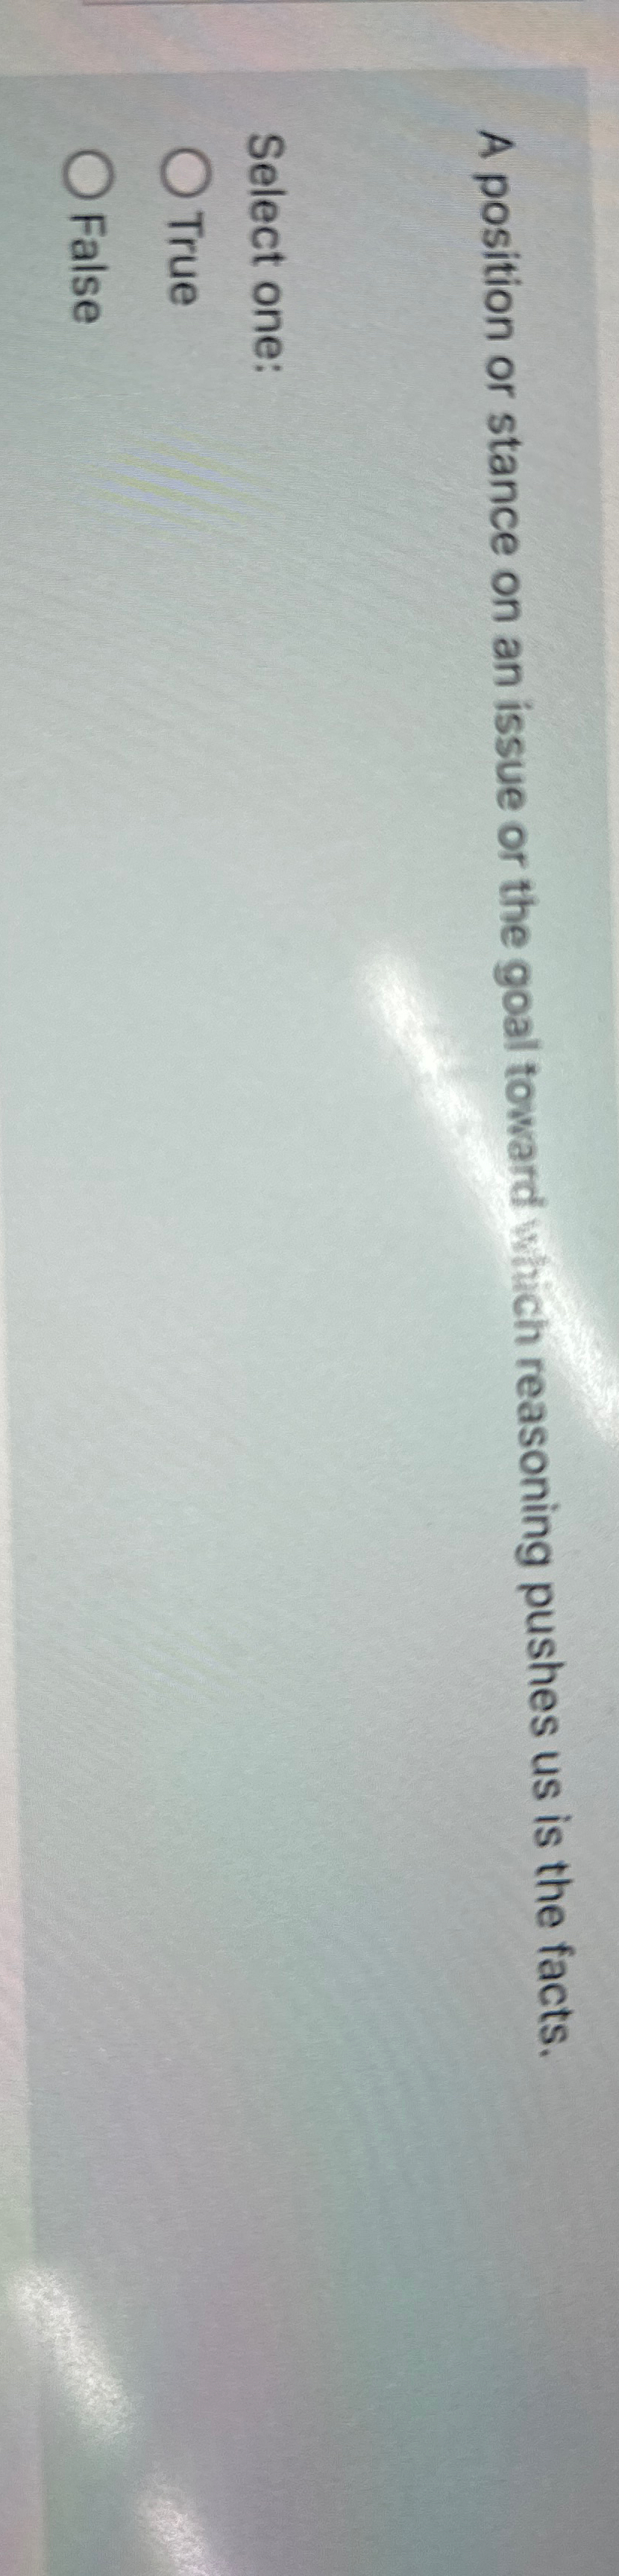 A position or stance on an issue or the goal toward which reasoning pushes us is the facts.
Select one:
True
False